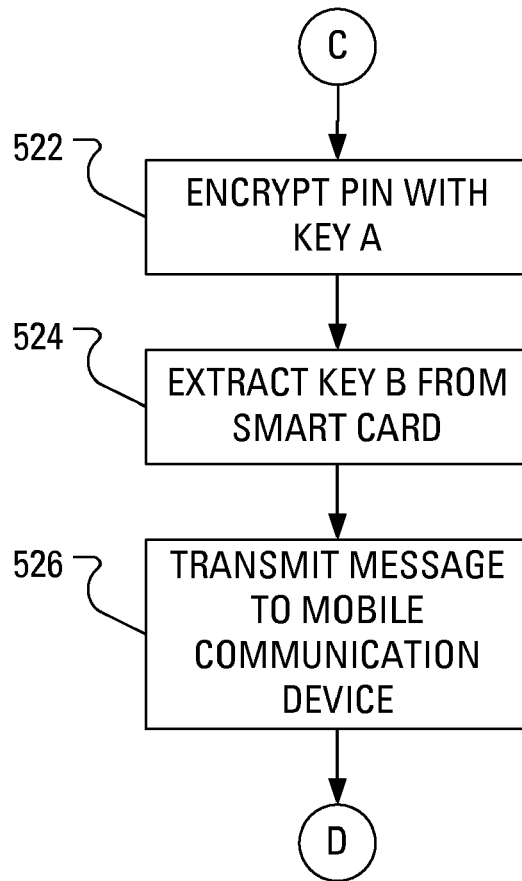 C
522
ENCRYPT PIN WITH
KEY A
524
EXTRACT KEY B FROM
SMART CARD
526
TRANSMIT MESSAGE
TO MOBILE
COMMUNICATION
DEVICE
D